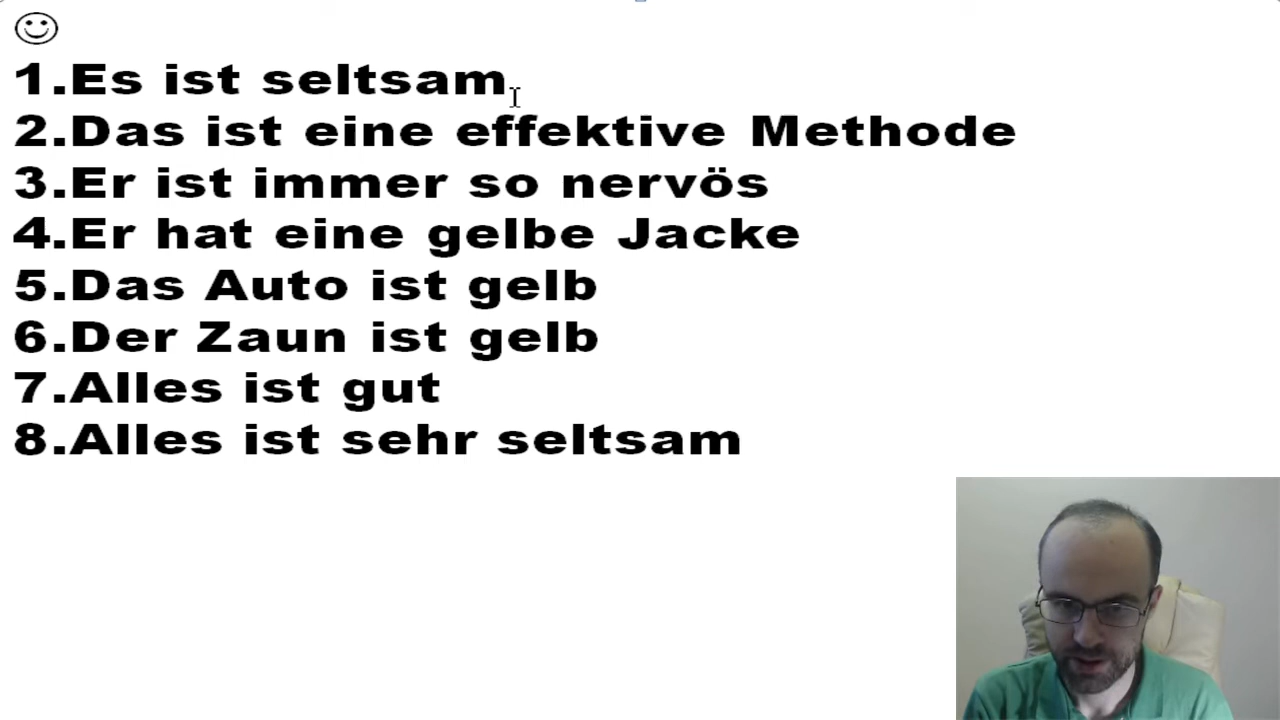 1.Es ist seltsam
2.Das ist eine effektive Methode
3.Er ist immer so nervös
4.Er hat eine gelbe Jacke
5.Das Auto ist gelb
6.Der Zaun ist gelb
7.Alles ist gut
8.Alles ist sehr seltsam